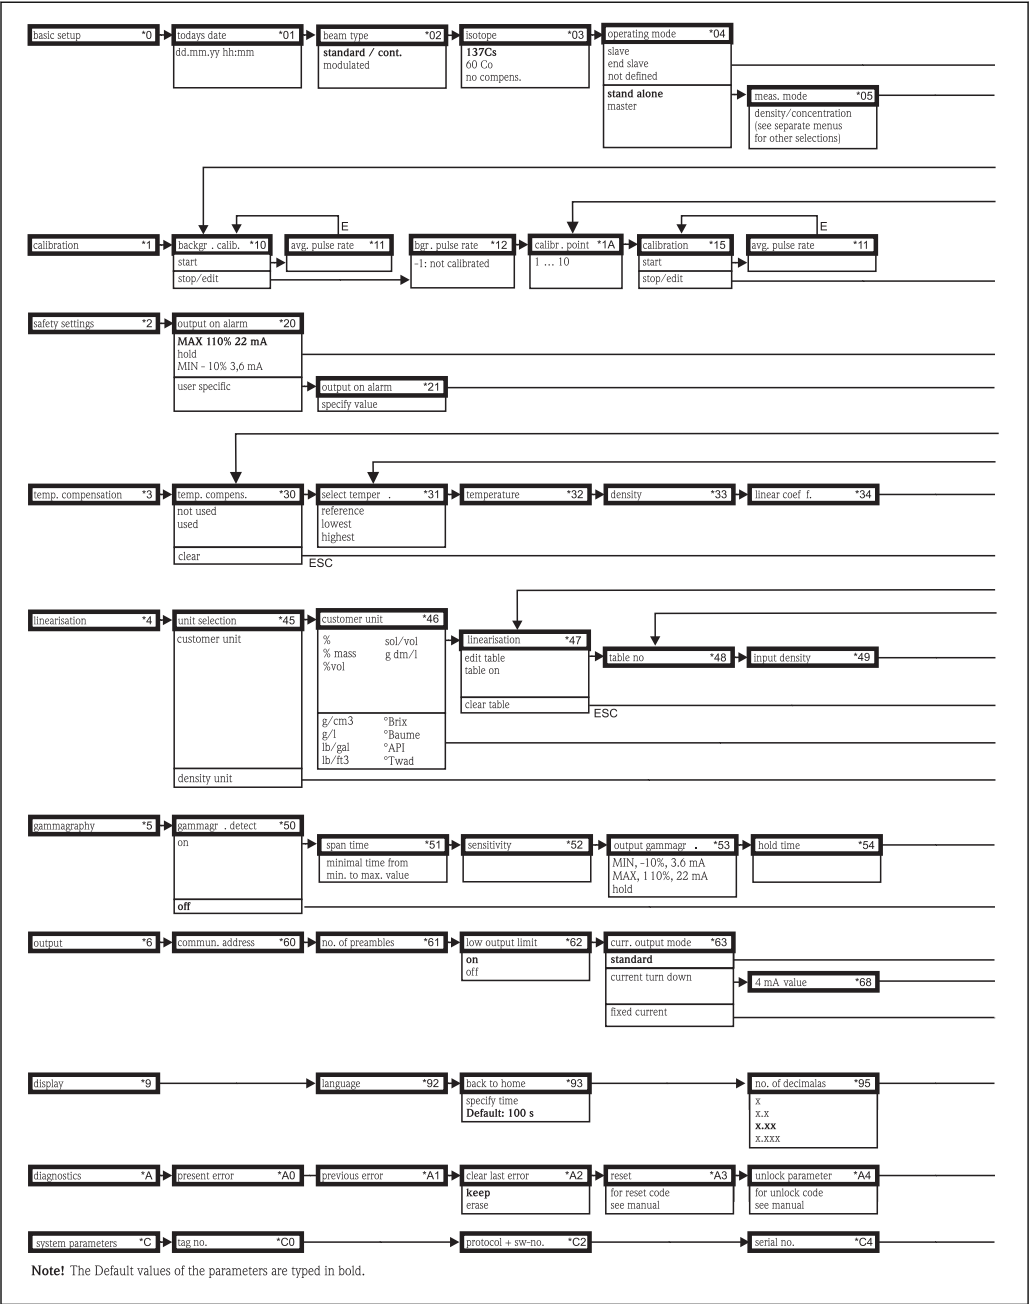 basic setup *0
todays date *01
dd.mm.yy hh:mm
beam type *02
standard / cont.
modulated
isotope *03
137Cs
60 Co
no compens.
operating mode *04
slave
end slave
not defined
stand alone
master
meas. mode *05
density/concentration
(see separate menus
for other selections)
calibration *1
backgr . calib. *10
start
stop/edit
E
avg. pulse rate *11
bgr. pulse rate *12
-1: not calibrated
calibr. point *1A
1 ... 10
calibration *15
start
stop/edit
E
avg. pulse rate *11
safety settings *2
output on alarm *20
MAX 110% 22 mA
hold
MIN - 10% 3,6 mA
user specific
output on alarm *21
specify value
temp. compensation *3
temp. compens. *30
not used
used
clear
ESC
select temper . *31
reference
lowest
highest
temperature *32
density *33
linear coef f. *34
linearisation *4
unit selection *45
customer unit
density unit
customer unit *46
% sol/vol
% mass g dm/l
%vol
g/cm3 °Brix
g/l °Baume
lb/gal °API
lb/ft3 °Twad
linearisation *47
edit table
table on
clear table
ESC
table no *48
input density *49
gammagraphy *5
gammagr . detect *50
on
off
span time *51
minimal time from
min. to max. value
sensitivity *52
output gammagr . *53
MIN, -10%, 3.6 mA
MAX, 110%, 22 mA
hold
hold time *54
output *6
commun. address *60
no. of preambles *61
low output limit *62
on
off
curr. output mode *63
standard
current turn down
fixed current
4 mA value *68
display *9
language *92
back to home *93
specify time
Default: 100 s
no. of decimalas *95
x
x.x
x.xx
x.xxx
diagnostics *A
present error *A0
previous error *A1
clear last error *A2
keep
erase
reset *A3
for reset code
see manual
unlock parameter *A4
for unlock code
see manual
system parameters *C
tag no. *C0
protocol + sw-no. *C2
serial no. *C4
Note! The Default values of the parameters are typed in bold.